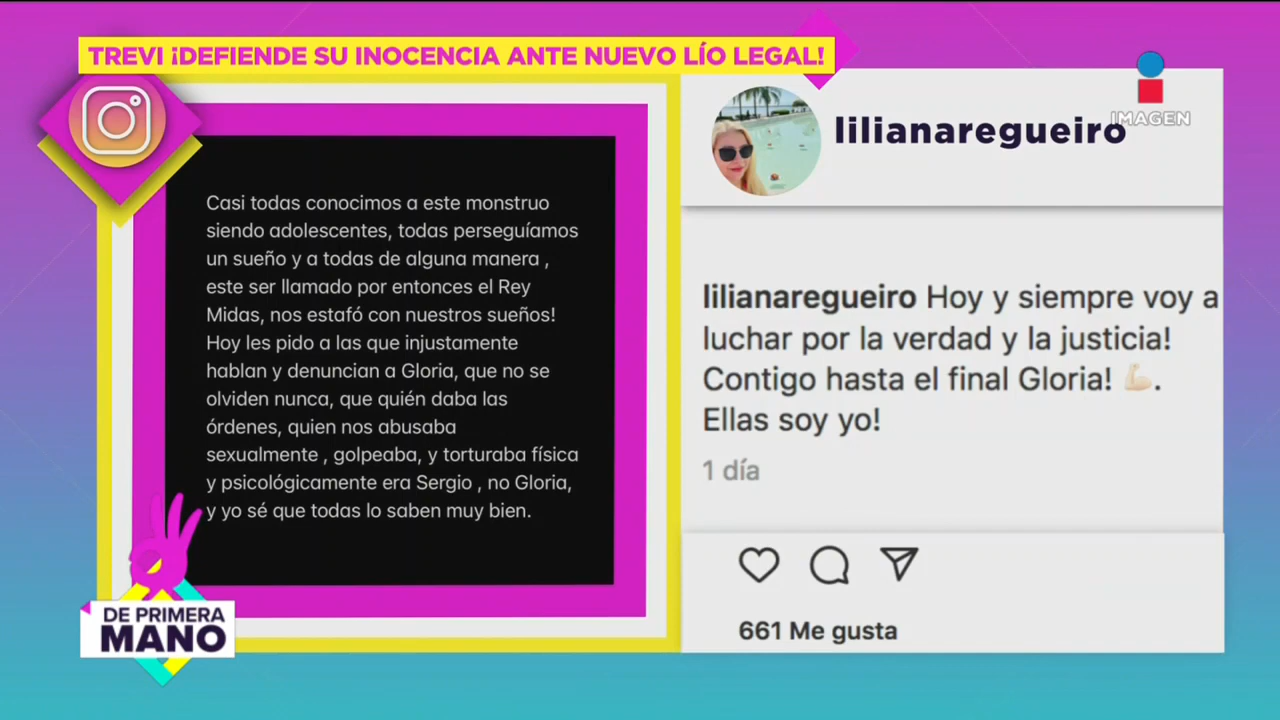 TREVI ¡DEFIENDE SU INOCENCIA ANTE NUEVO LÍO LEGAL!
IMAGEN
lilianaregueiro
Casi todas conocimos a este monstruo
siendo adolescentes, todas perseguíamos
un sueño y a todas de alguna manera ,
este ser llamado por entonces el Rey
Midas, nos estafó con nuestros sueños!
Hoy les pido a las que injustamente
hablan y denuncian a Gloria, que no se
olviden nunca, que quién daba las
órdenes, quien nos abusaba
sexualmente , golpeaba, y torturaba física
y psicológicamente era Sergio , no Gloria,
y yo sé que todas lo saben muy bien.
lilianaregueiro Hoy y siempre voy a
luchar por la verdad y la justicia!
Contigo hasta el final Gloria! 💪🏻.
Ellas soy yo!
1 día
661 Me gusta
DE PRIMERA
MANO